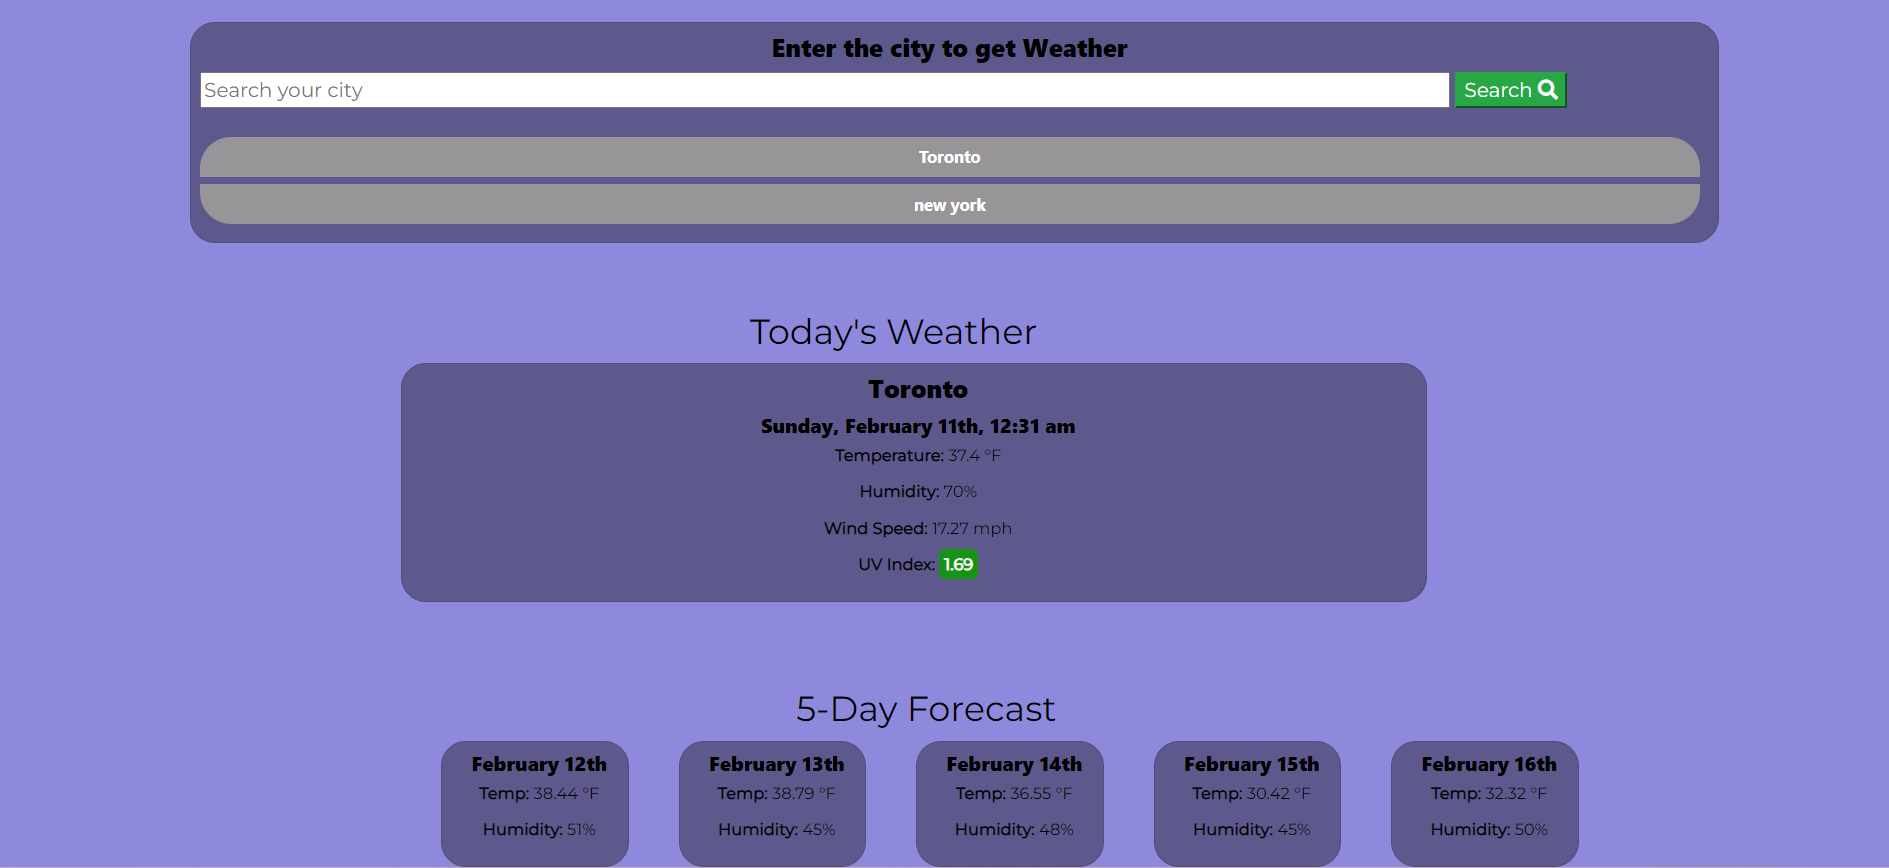 Enter the city to get Weather
Search your city
Search
Toronto
new york
Today's Weather
Toronto
Sunday, February 11th, 12:31 am
Temperature: 37.4 °F
Humidity: 70%
Wind Speed: 17.27 mph
UV Index: 1.69
5-Day Forecast
February 12th
Temp: 38.44 °F
Humidity: 51%
February 13th
Temp: 38.79 °F
Humidity: 45%
February 14th
Temp: 36.55 °F
Humidity: 48%
February 15th
Temp: 30.42 °F
Humidity: 45%
February 16th
Temp: 32.32 °F
Humidity: 50%